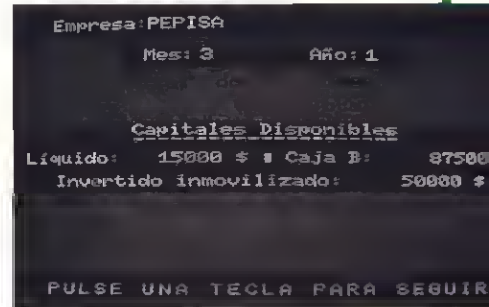 Empresa:PEPISA
Mes: 3 Año: 1
Capitales Disponibles
Líquido: 15000 $ Caja B: 87500
Invertido inmovilizado: 50000 $
PULSE UNA TECLA PARA SEGUIR